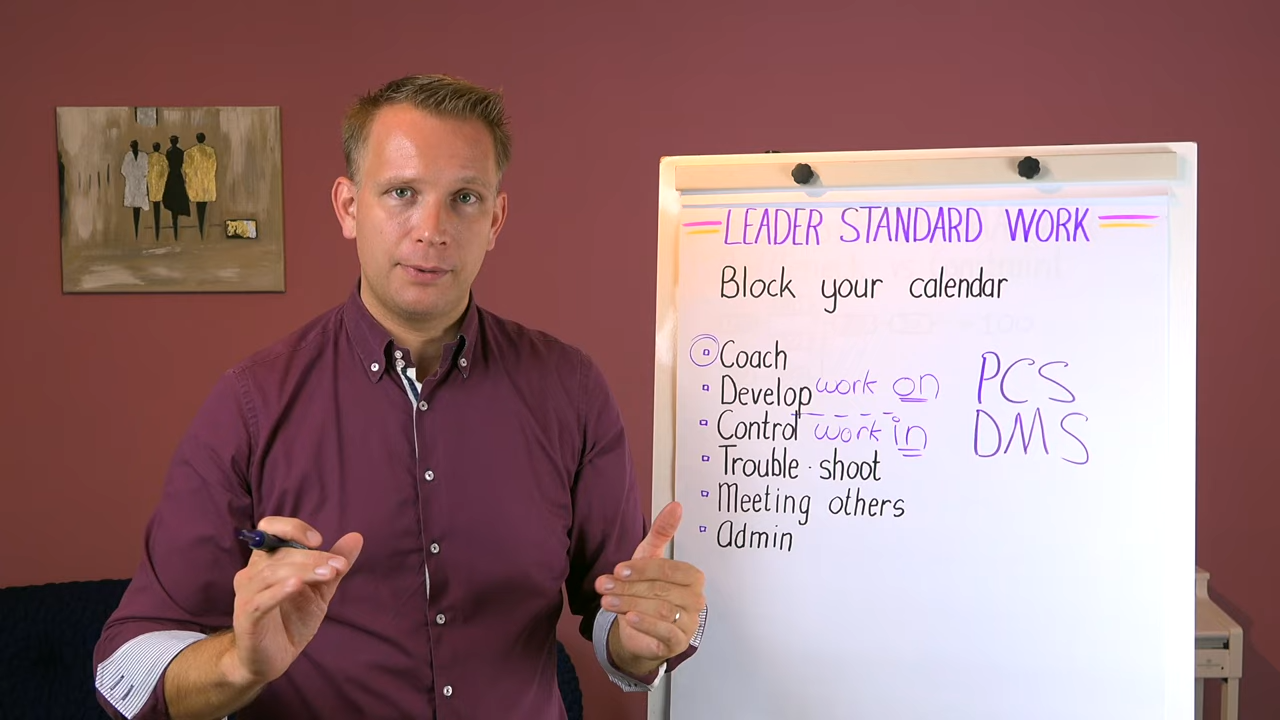 LEADER STANDARD WORK
Block your calendar
Coach
Develop work on
Control work in
Trouble-shoot
Meeting others
Admin
PCS
DMS